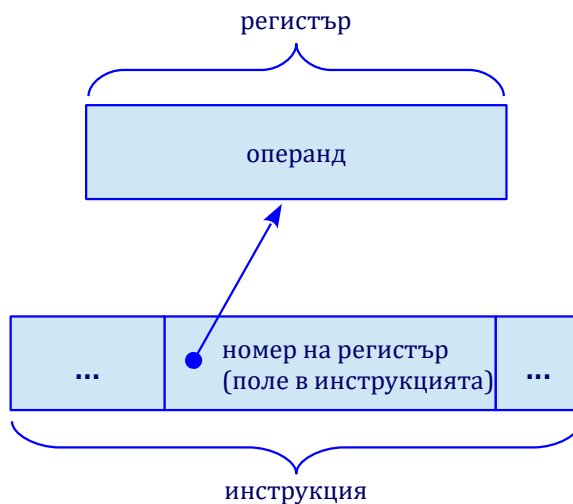 регистър
операнд
...
номер на регистър
(поле в инструкцията)
...
инструкция